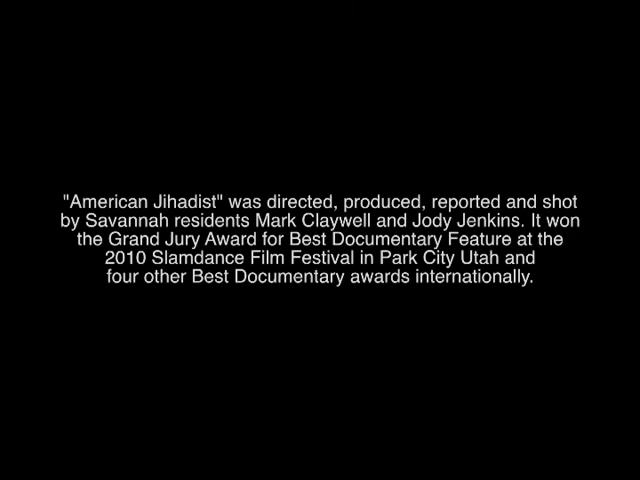 "American Jihadist" was directed, produced, reported and shot
by Savannah residents Mark Claywell and Jody Jenkins. It won
the Grand Jury Award for Best Documentary Feature at the
2010 Slamdance Film Festival in Park City Utah and
four other Best Documentary awards internationally.